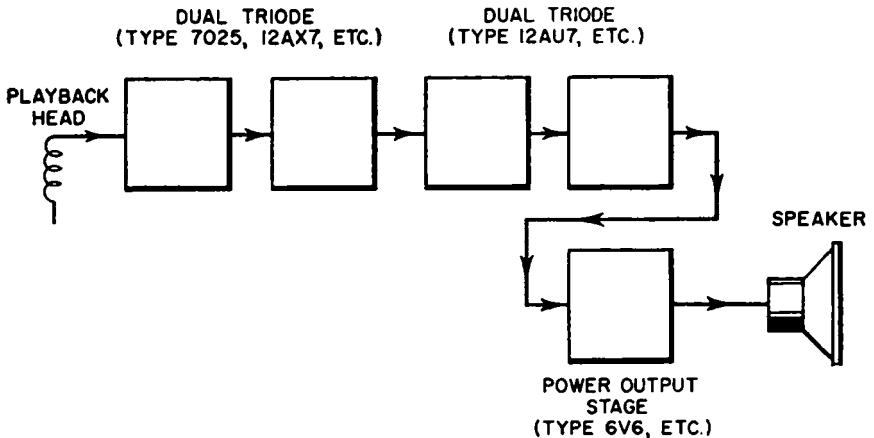 DUAL TRIODE
(TYPE 7025, 12AX7, ETC.)
DUAL TRIODE
(TYPE 12AU7, ETC.)
PLAYBACK
HEAD
SPEAKER
POWER OUTPUT
STAGE
(TYPE 6V6, ETC.)